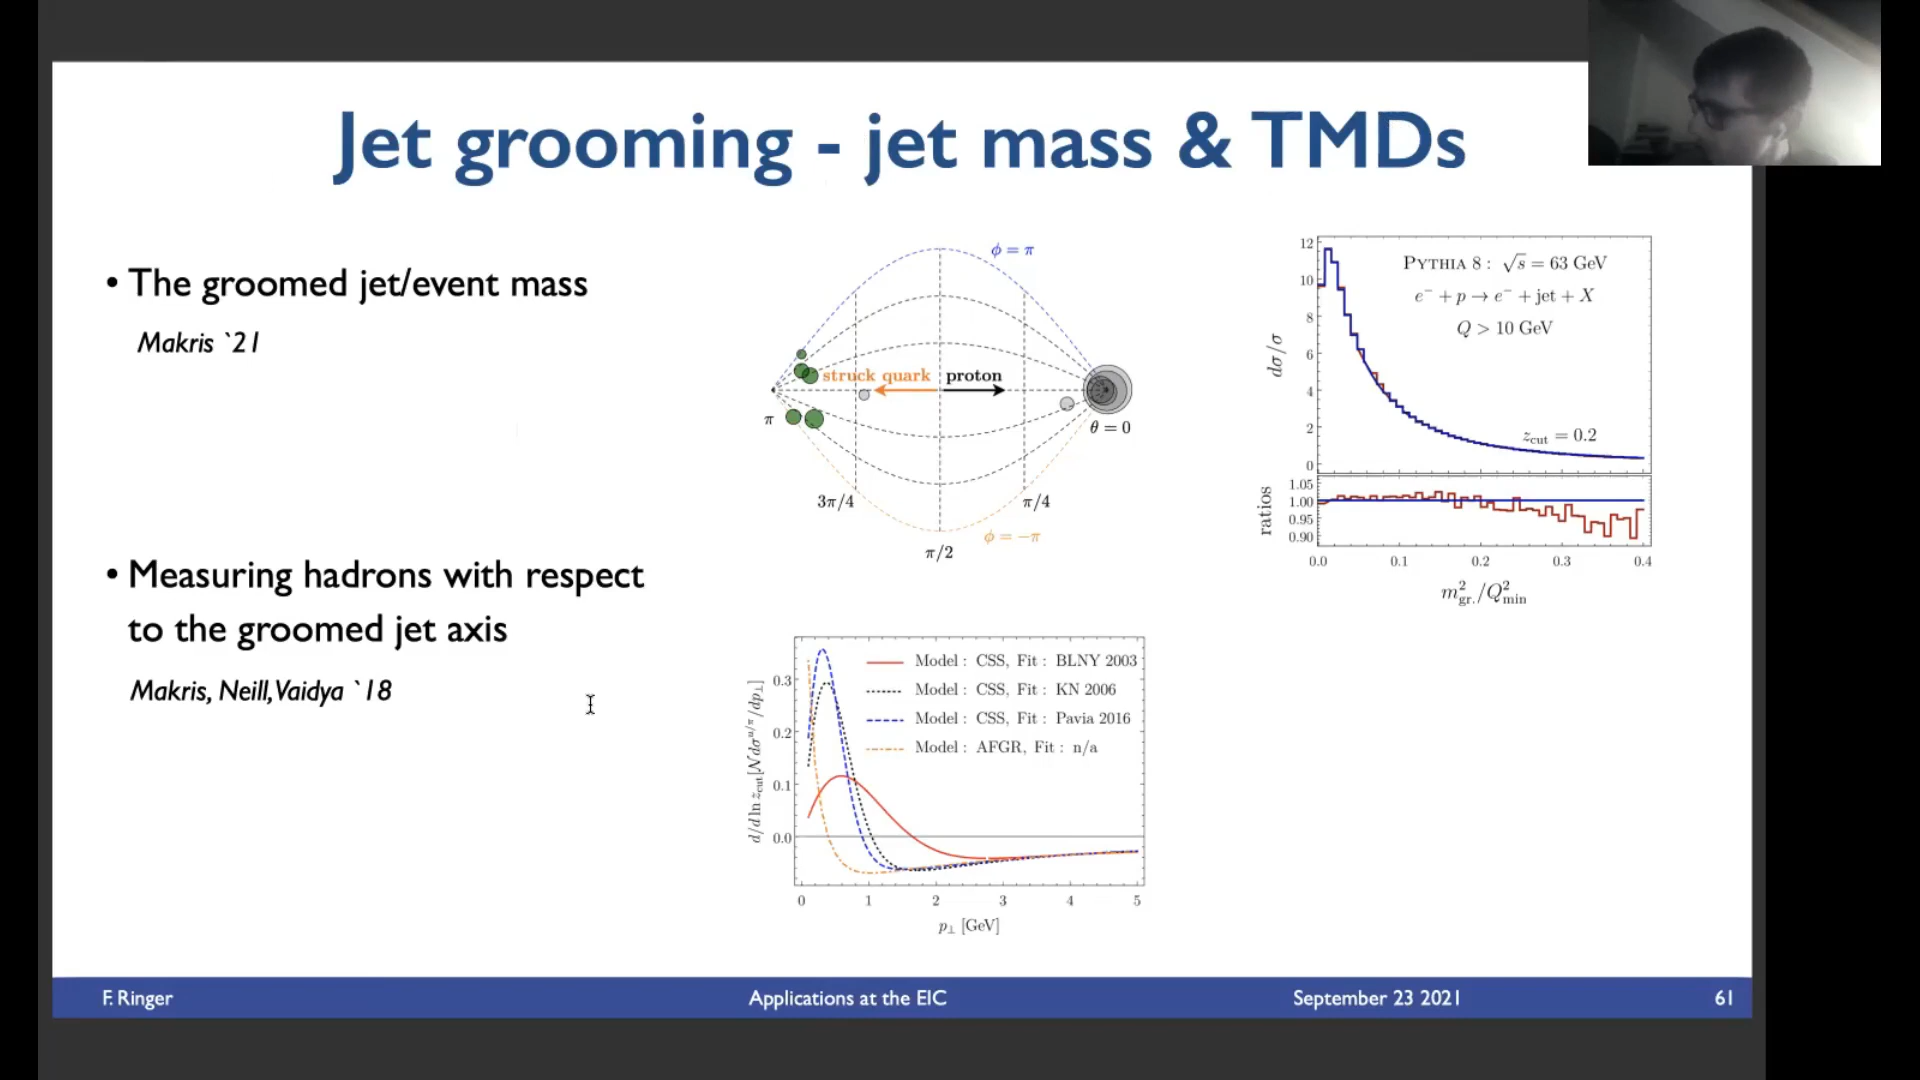 Jet grooming - jet mass & TMDs
• The groomed jet/event mass
Makris `21
• Measuring hadrons with respect
to the groomed jet axis
Makris, Neill, Vaidya `18
ϕ = π
struck quark
proton
π
θ = 0
3π/4
π/4
ϕ = −π
π/2
12
10
8
6
4
2
0
dσ/σ
PYTHIA 8 : √s = 63 GeV
e⁻ + p → e⁻ + jet + X
Q > 10 GeV
z_cut = 0.2
1.05
1.00
0.95
0.90
ratios
0.0 0.1 0.2 0.3 0.4
m²_gr./Q²_min
Model : CSS, Fit : BLNY 2003
Model : CSS, Fit : KN 2006
Model : CSS, Fit : Pavia 2016
Model : AFGR, Fit : n/a
0.3
0.2
0.1
0.0
d/d ln z_cut[𝒩 dσ^{u/π}/dp⊥]
0 1 2 3 4 5
p⊥ [GeV]
F. Ringer
Applications at the EIC
September 23 2021
61